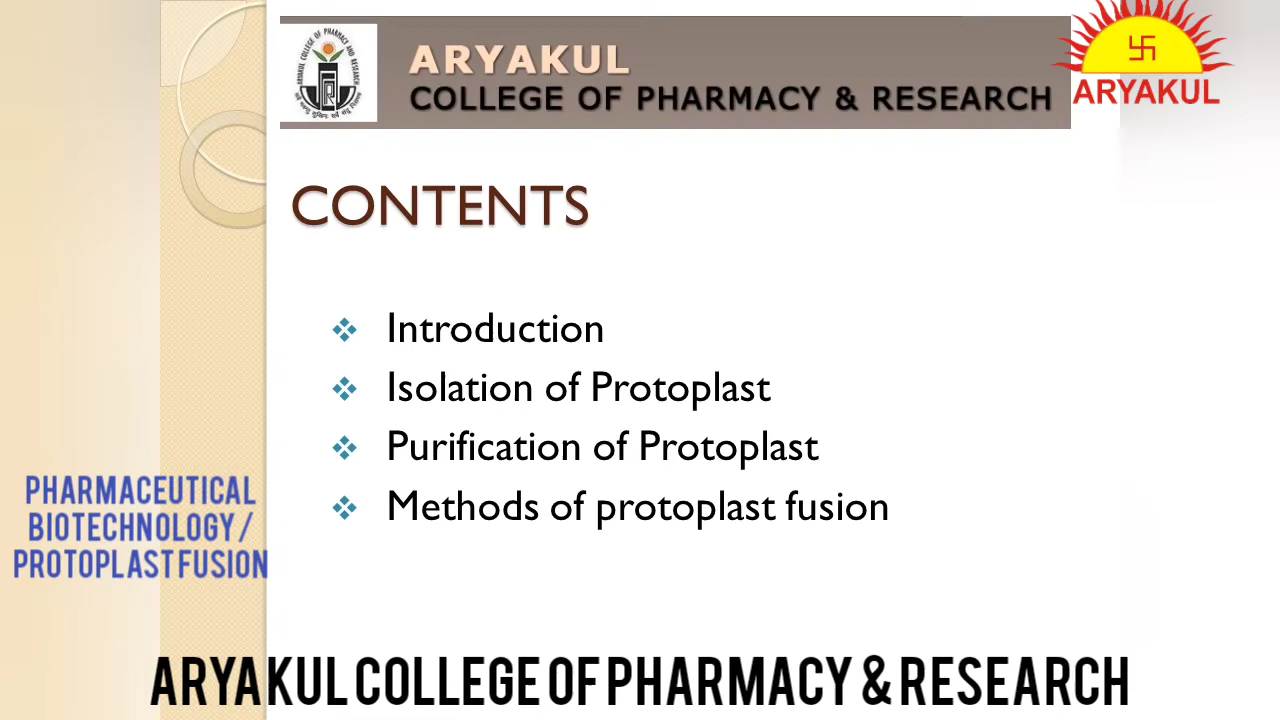 ARYAKUL
COLLEGE OF PHARMACY & RESEARCH
ARYAKUL
CONTENTS
Introduction
Isolation of Protoplast
Purification of Protoplast
Methods of protoplast fusion
PHARMACEUTICAL
BIOTECHNOLOGY /
PROTOPLAST FUSION
ARYAKUL COLLEGE OF PHARMACY & RESEARCH